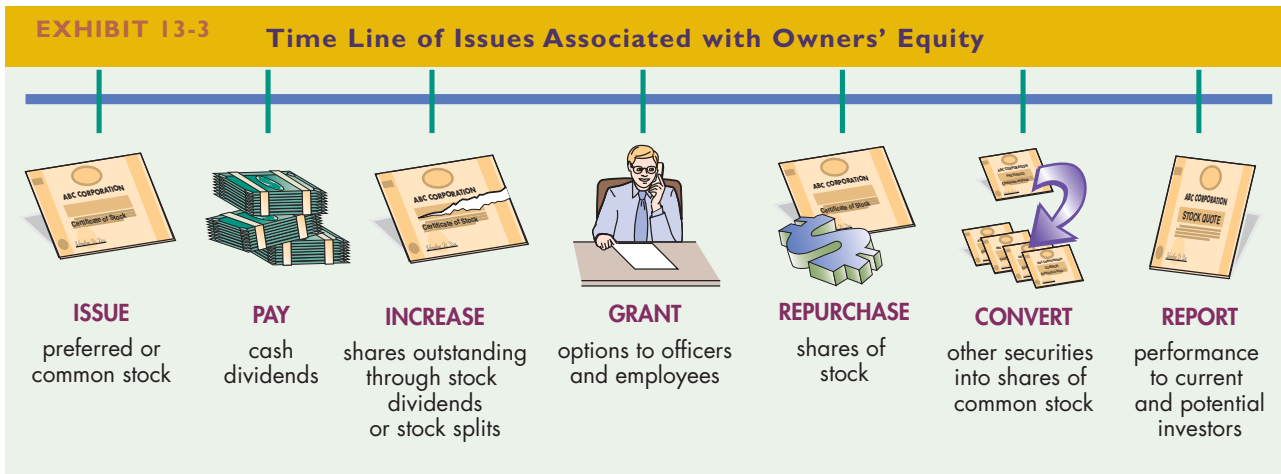 EXHIBIT 13-3
Time Line of Issues Associated with Owners' Equity
ABC CORPORATION
Certificate of Stock
ABC CORPORATION
Certificate of Stock
ABC CORPORATION
Certificate of Stock
ABC CORPORATION
ABC CORPORATION
STOCK QUOTE
ISSUE
preferred or
common stock
PAY
cash
dividends
INCREASE
shares outstanding
through stock
dividends
or stock splits
GRANT
options to officers
and employees
REPURCHASE
shares of
stock
CONVERT
other securities
into shares of
common stock
REPORT
performance
to current
and potential
investors